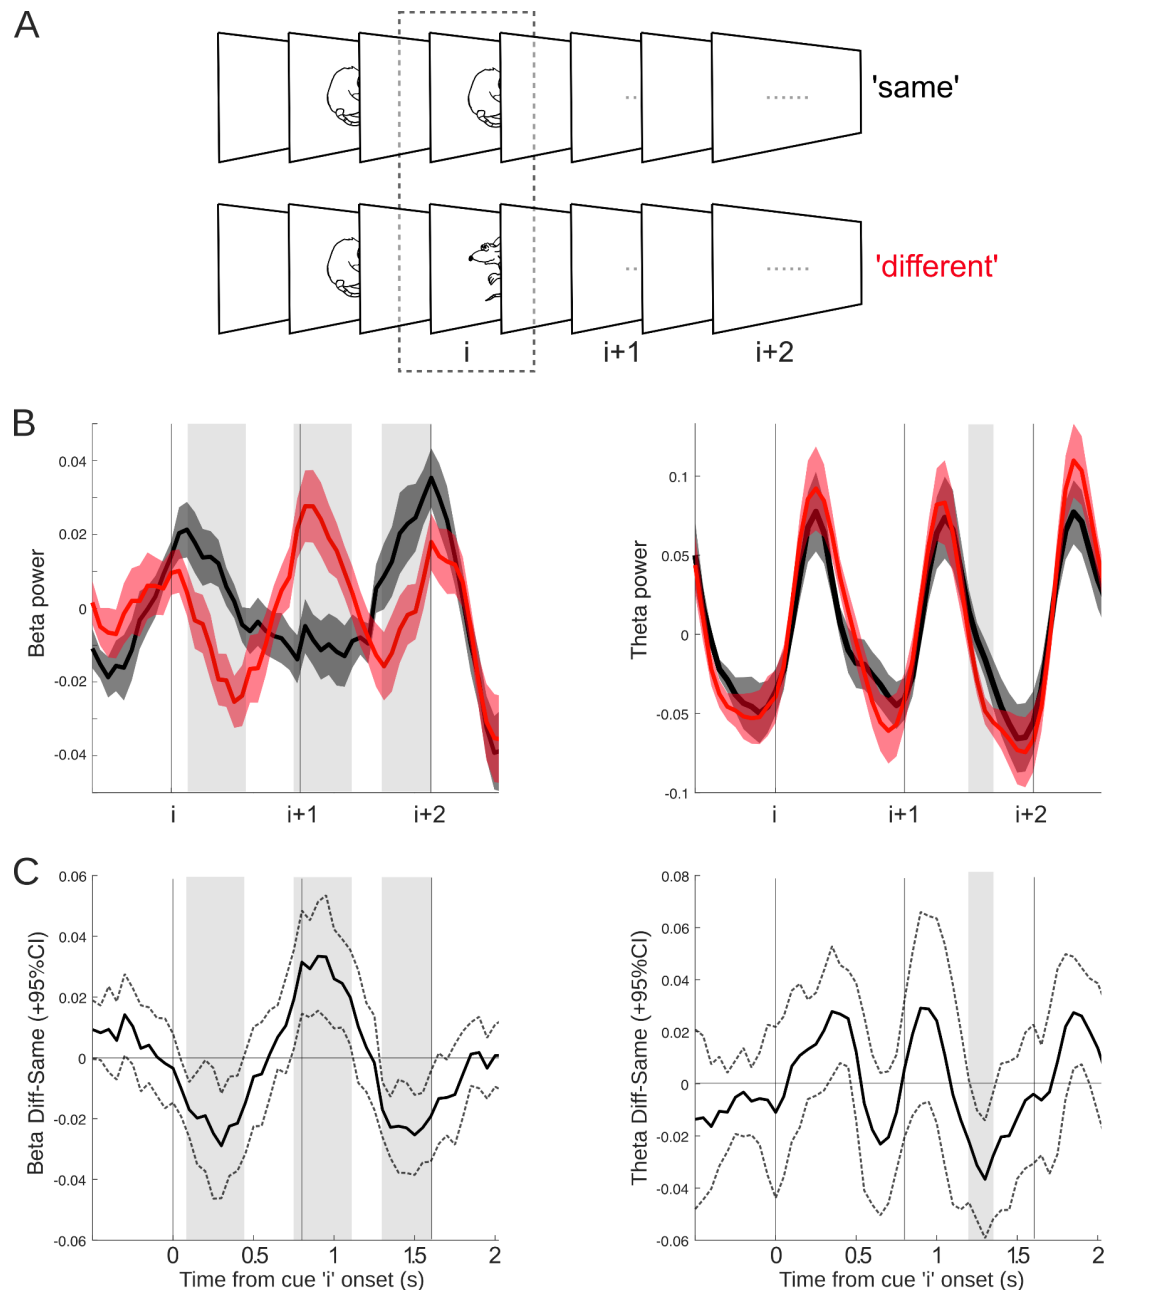 A
'same'
'different'
i i+1 i+2
B
Beta power
0.04
0.02
0
-0.02
-0.04
i i+1 i+2
Theta power
0.1
0.05
0
-0.05
-0.1
i i+1 i+2
C
Beta Diff-Same (+95%CI)
0.06
0.04
0.02
0
-0.02
-0.04
-0.06
0 0.5 1 1.5 2
Time from cue 'i' onset (s)
Theta Diff-Same (+95%CI)
0.08
0.06
0.04
0.02
0
-0.02
-0.04
-0.06
0 0.5 1 1.5 2
Time from cue 'i' onset (s)